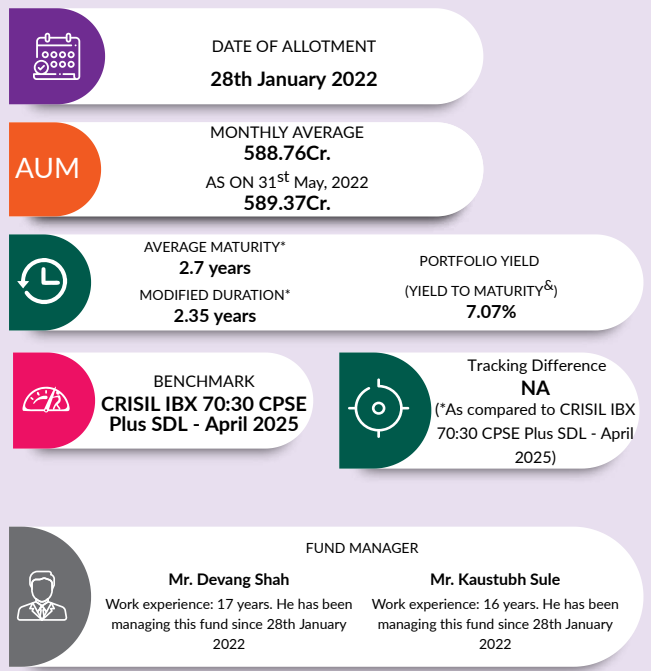 DATE OF ALLOTMENT
28th January 2022
AUM
MONTHLY AVERAGE
588.76Cr.
AS ON 31st May, 2022
589.37Cr.
AVERAGE MATURITY*
2.7 years
MODIFIED DURATION*
2.35 years
PORTFOLIO YIELD
(YIELD TO MATURITY&)
7.07%
BENCHMARK
CRISIL IBX 70:30 CPSE
Plus SDL - April 2025
Tracking Difference
NA
(*As compared to CRISIL IBX
70:30 CPSE Plus SDL - April
2025)
FUND MANAGER
Mr. Devang Shah
Work experience: 17 years. He has been
managing this fund since 28th January
2022
Mr. Kaustubh Sule
Work experience: 16 years. He has been
managing this fund since 28th January
2022